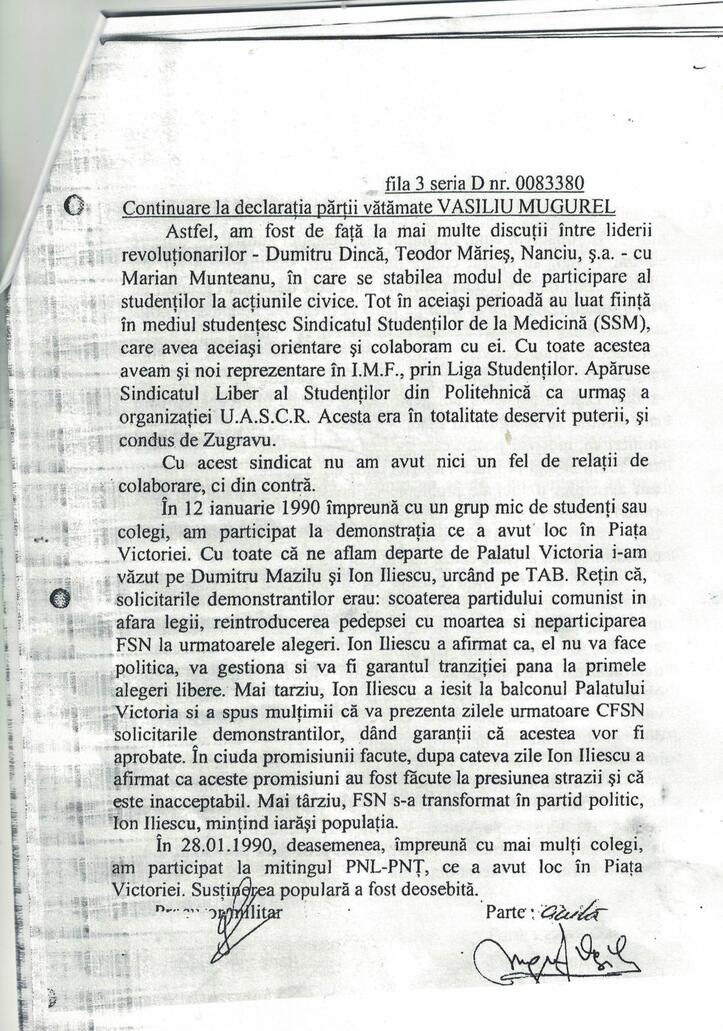 fila 3 seria D nr. 0083380
Continuare la declarația părții vătămate VASILIU MUGUREL
Astfel, am fost de față la mai multe discuții între liderii
revoluționarilor - Dumitru Dincă, Teodor Mărieş, Nanciu, ş.a. - cu
Marian Munteanu, în care se stabilea modul de participare al
studenților la acțiunile civice. Tot în aceiaşi perioadă au luat ființă
în mediul studențesc Sindicatul Studenților de la Medicină (SSM),
care avea aceiaşi orientare şi colaboram cu ei. Cu toate acestea
aveam şi noi reprezentare în I.M.F., prin Liga Studenților. Apăruse
Sindicatul Liber al Studenților din Politehnică ca urmaş a
organizației U.A.S.C.R. Acesta era în totalitate deservit puterii, şi
condus de Zugravu.
Cu acest sindicat nu am avut nici un fel de relații de
colaborare, ci din contră.
În 12 ianuarie 1990 împreună cu un grup mic de studenți sau
colegi, am participat la demonstrația ce a avut loc în Piața
Victoriei. Cu toate că ne aflam departe de Palatul Victoria i-am
văzut pe Dumitru Mazilu şi Ion Iliescu, urcând pe TAB. Rețin că,
solicitarile demonstrantilor erau: scoaterea partidului comunist in
afara legii, reintroducerea pedepsei cu moartea si neparticiparea
FSN la urmatoarele alegeri. Ion Iliescu a afirmat ca, el nu va face
politica, va gestiona si va fi garantul tranziției pana la primele
alegeri libere. Mai tarziu, Ion Iliescu a iesit la balconul Palatului
Victoria si a spus mulțimii că va prezenta zilele urmatoare CFSN
solicitarile demonstranților, dând garanții că acestea vor fi
aprobate. În ciuda promisiunii facute, dupa cateva zile Ion Iliescu a
afirmat ca aceste promisiuni au fost făcute la presiunea strazii şi că
este inacceptabil. Mai târziu, FSN s-a transformat în partid politic,
Ion Iliescu, mințind iarăşi populația.
În 28.01.1990, deasemenea, împreună cu mai mulți colegi,
am participat la mitingul PNL-PNȚ, ce a avut loc în Piața
Victoriei. Susținerea populară a fost deosebită.
militar Parte civilă